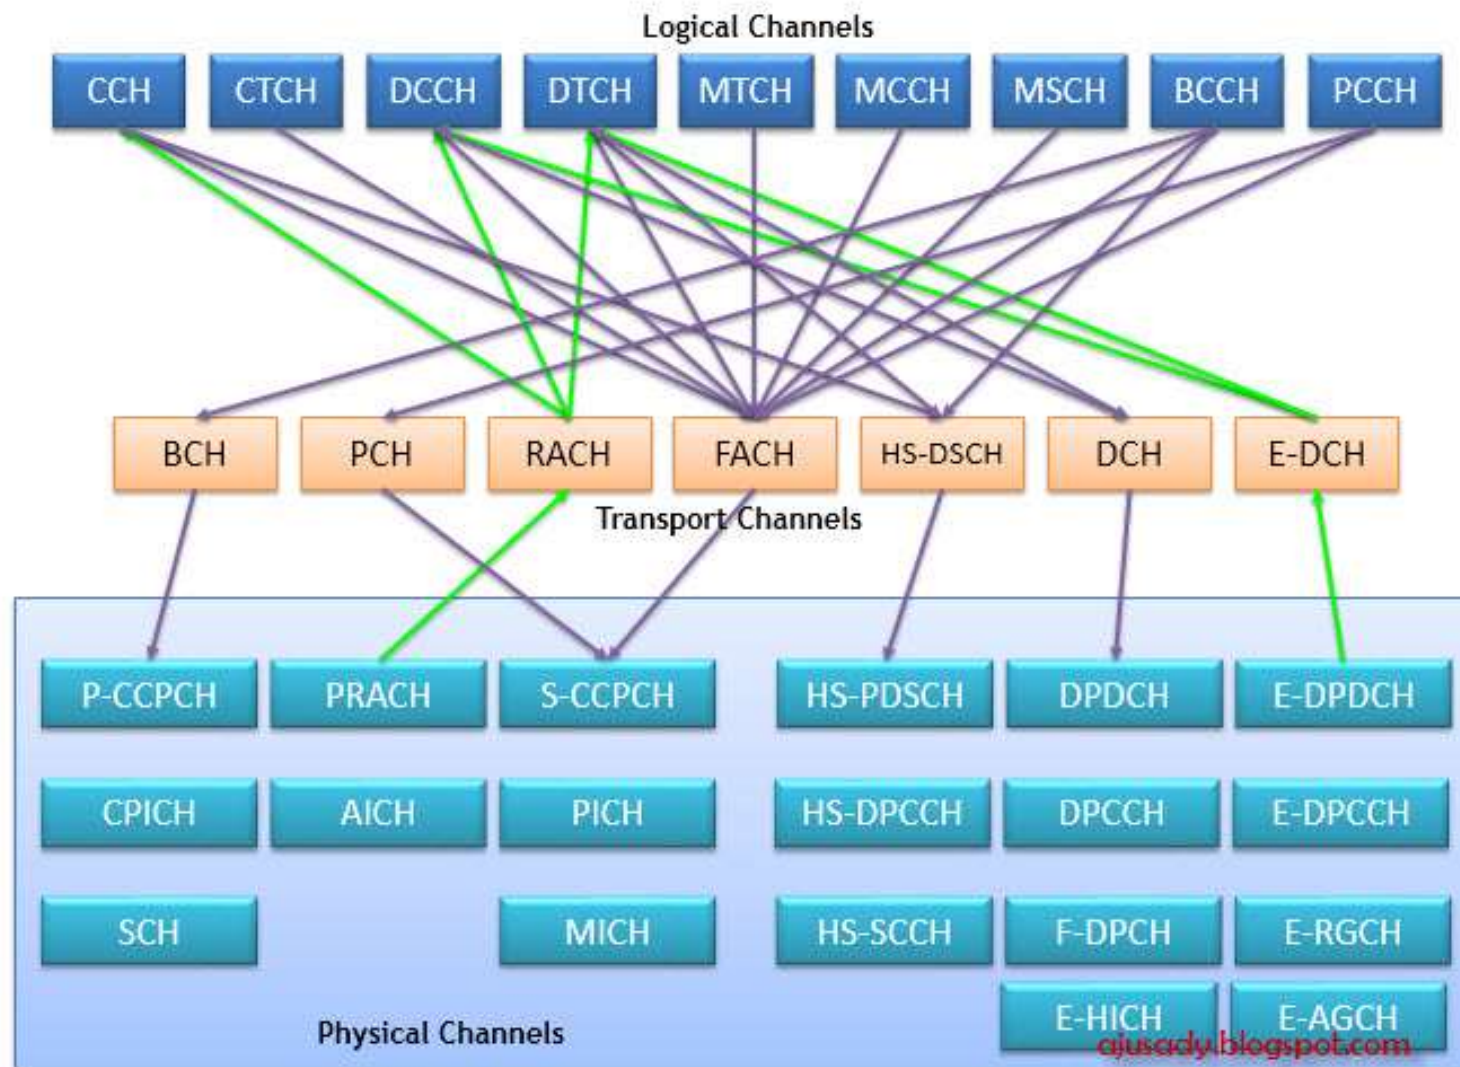 Logical Channels
CCH CTCH DCCH DTCH MTCH MCCH MSCH BCCH PCCH
BCH PCH RACH FACH HS-DSCH DCH E-DCH
Transport Channels
P-CCPCH PRACH S-CCPCH HS-PDSCH DPDCH E-DPDCH
CPICH AICH PICH HS-DPCCH DPCCH E-DPCCH
SCH MICH HS-SCCH F-DPCH E-RGCH
E-HICH E-AGCH
Physical Channels
ajusady.blogspot.com